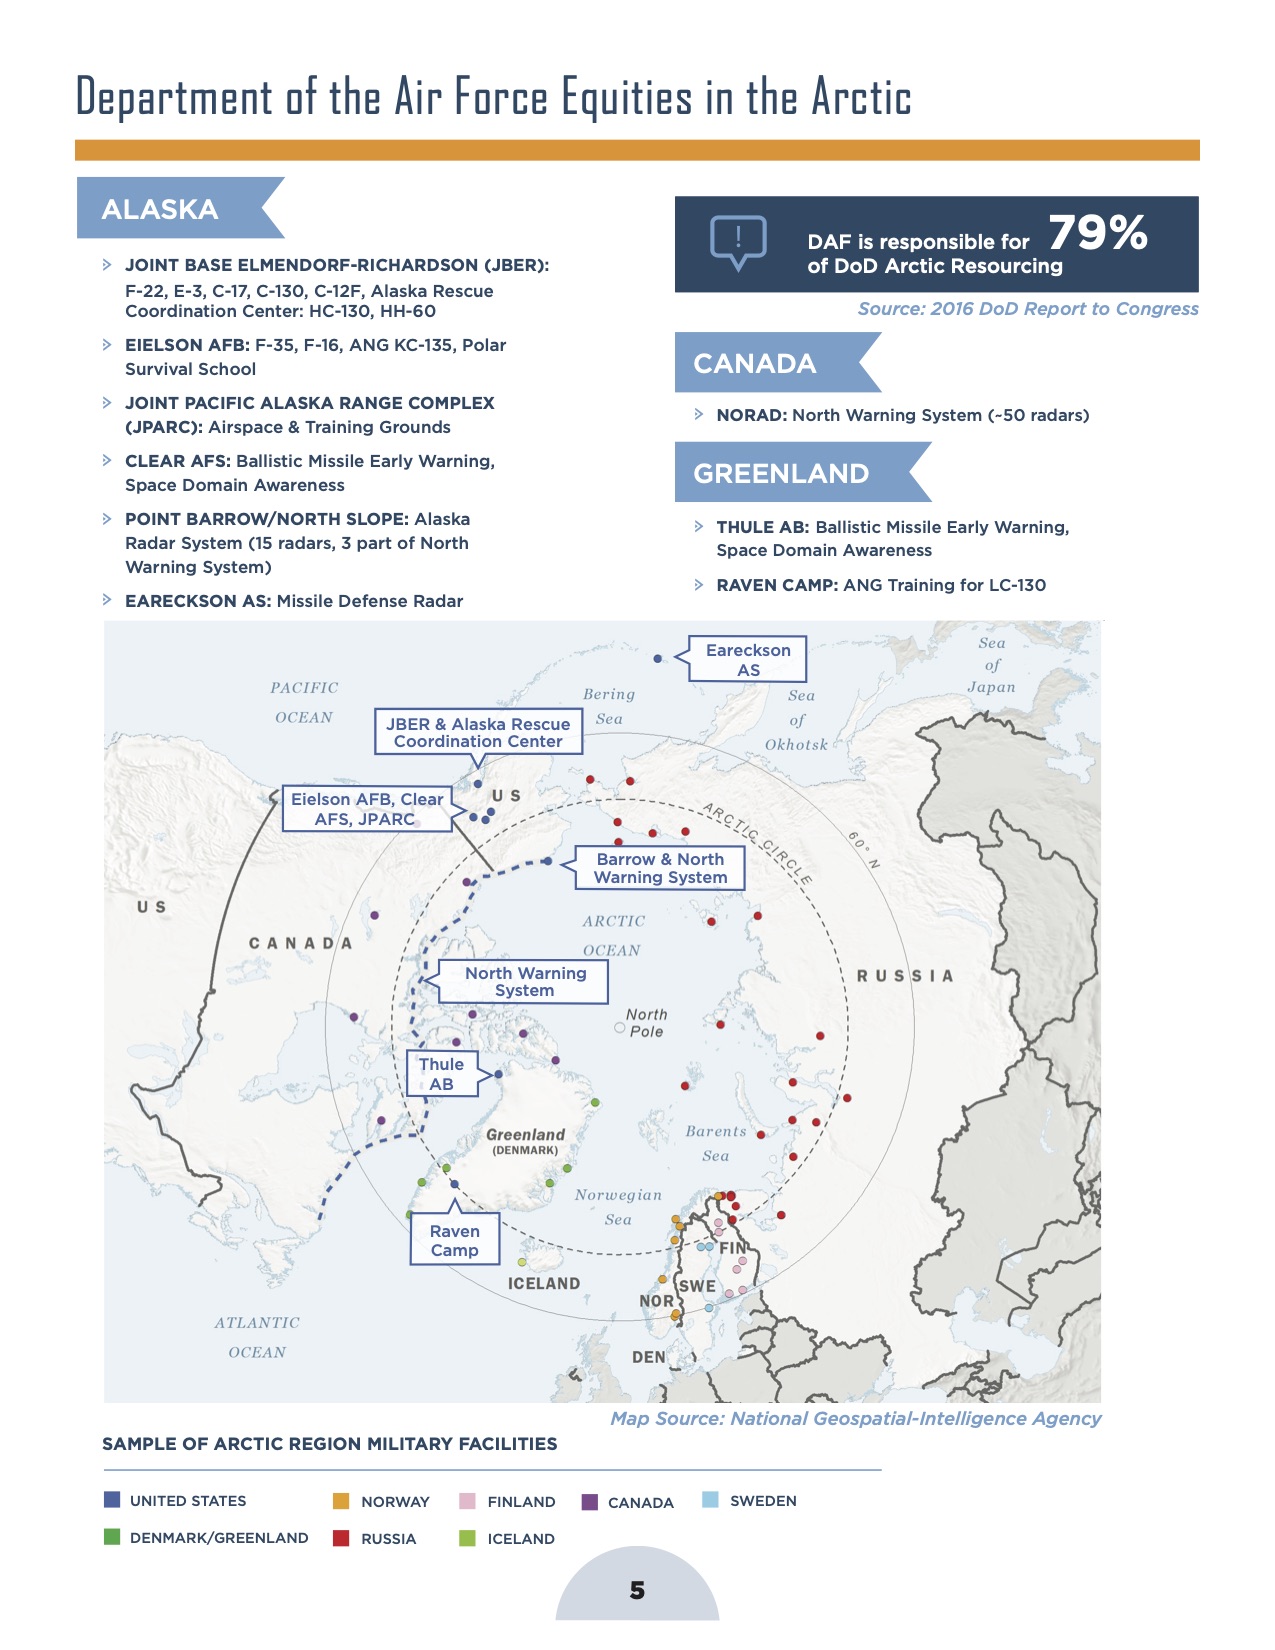 Department of the Air Force Equities in the Arctic
ALASKA
JOINT BASE ELMENDORF-RICHARDSON (JBER):
F-22, E-3, C-17, C-130, C-12F, Alaska Rescue
Coordination Center: HC-130, HH-60
EIELSON AFB: F-35, F-16, ANG KC-135, Polar
Survival School
JOINT PACIFIC ALASKA RANGE COMPLEX
(JPARC): Airspace & Training Grounds
CLEAR AFS: Ballistic Missile Early Warning,
Space Domain Awareness
POINT BARROW/NORTH SLOPE: Alaska
Radar System (15 radars, 3 part of North
Warning System)
EARECKSON AS: Missile Defense Radar
!
DAF is responsible for 79%
of DoD Arctic Resourcing
Source: 2016 DoD Report to Congress
CANADA
NORAD: North Warning System (~50 radars)
GREENLAND
THULE AB: Ballistic Missile Early Warning,
Space Domain Awareness
RAVEN CAMP: ANG Training for LC-130
Eareckson
AS
Sea
of
Japan
PACIFIC
OCEAN
Bering
Sea
Sea
of
Okhotsk
JBER & Alaska Rescue
Coordination Center
Eielson AFB, Clear
AFS, JPARC
US
ARCTIC CIRCLE
60° N
Barrow & North
Warning System
US
CANADA
ARCTIC
OCEAN
RUSSIA
North Warning
System
North
Pole
Thule
AB
Greenland
(DENMARK)
Barents
Sea
Norwegian
Sea
Raven
Camp
ICELAND
FIN
SWE
NOR
DEN
ATLANTIC
OCEAN
Map Source: National Geospatial-Intelligence Agency
SAMPLE OF ARCTIC REGION MILITARY FACILITIES
UNITED STATES
NORWAY
FINLAND
CANADA
SWEDEN
DENMARK/GREENLAND
RUSSIA
ICELAND
5